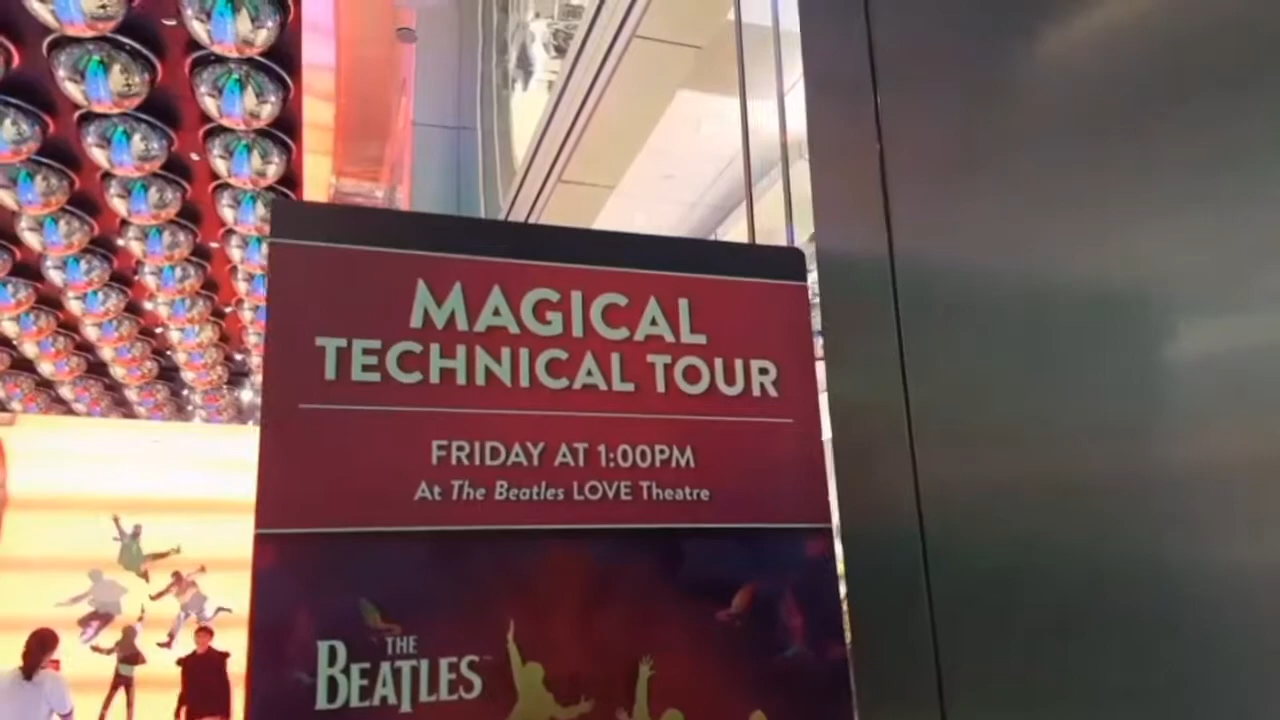 MAGICAL
TECHNICAL TOUR
FRIDAY AT 1:00PM
At The Beatles LOVE Theatre
THE
BEATLES